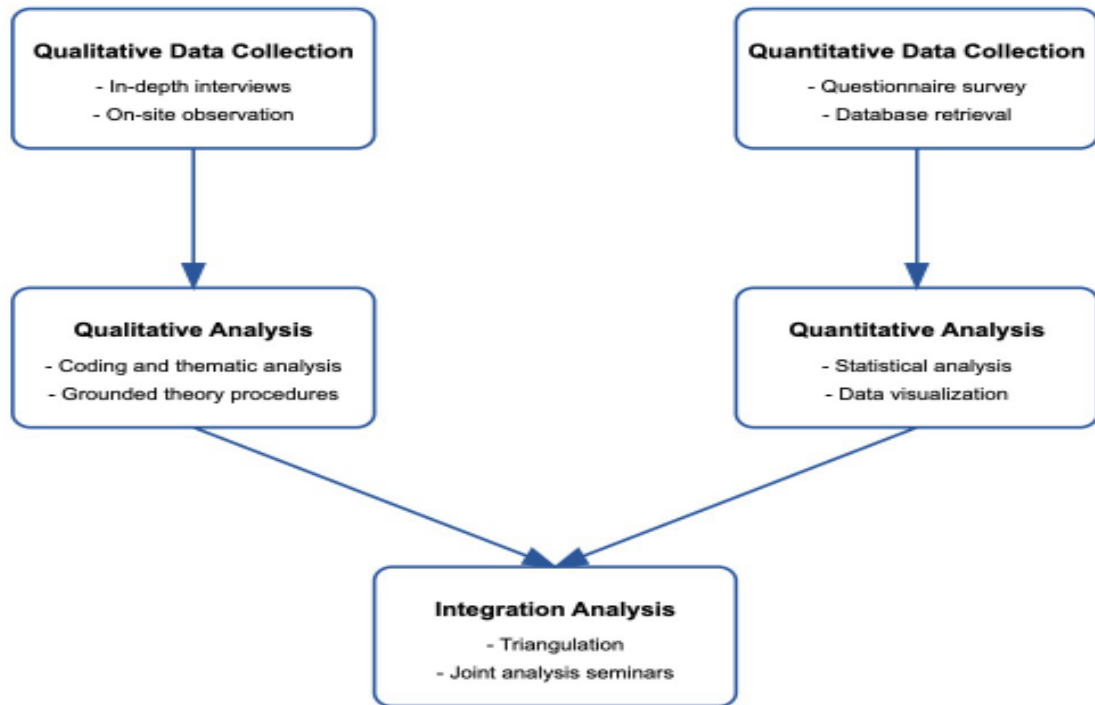 Qualitative Data Collection
- In-depth interviews
- On-site observation
Quantitative Data Collection
- Questionnaire survey
- Database retrieval
Qualitative Analysis
- Coding and thematic analysis
- Grounded theory procedures
Quantitative Analysis
- Statistical analysis
- Data visualization
Integration Analysis
- Triangulation
- Joint analysis seminars